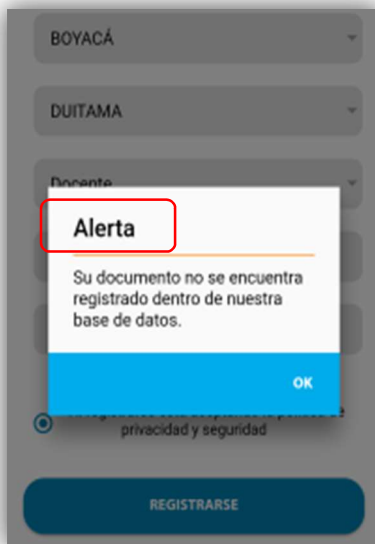 BOYACÁ
DUITAMA
Docente
Alerta
Su documento no se encuentra
registrado dentro de nuestra
base de datos.
OK
privacidad y seguridad
REGISTRARSE